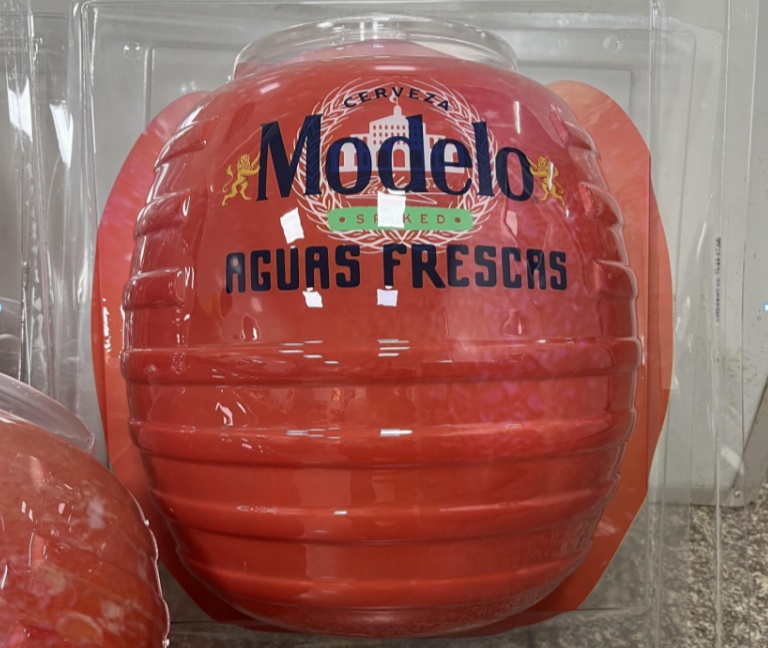 CERVEZA
Modelo
SPIKED
AGUAS FRESCAS